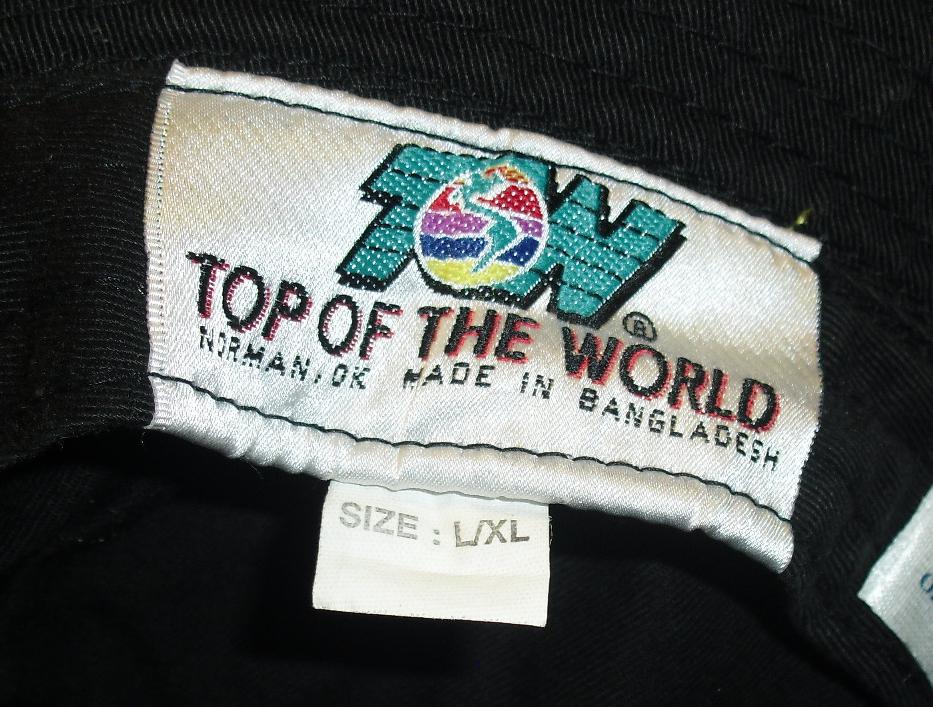 TOW
TOP OF THE WORLD ®
NORMAN, OK MADE IN BANGLADESH
SIZE : L/XL